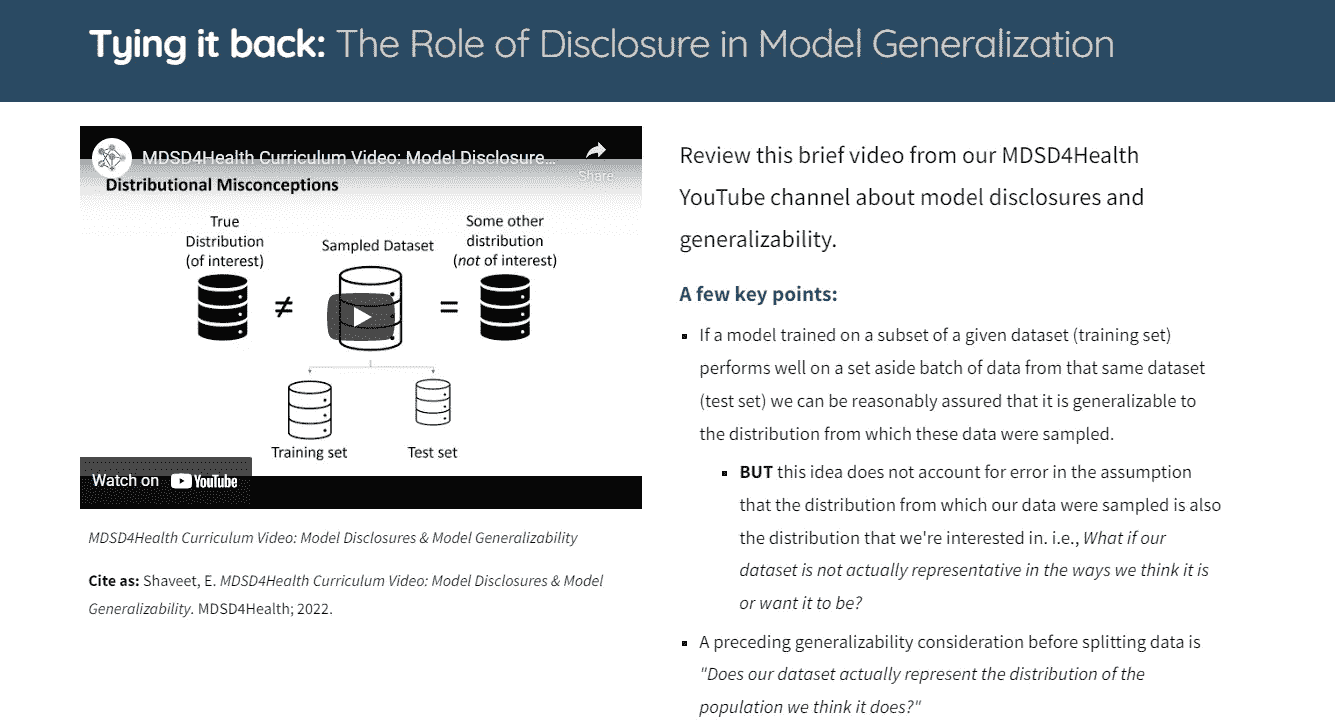 Tying it back: The Role of Disclosure in Model Generalization
MDSD4Health Curriculum Video: Model Disclosure...
Share
Distributional Misconceptions
True
Distribution
(of interest)
≠
Sampled Dataset
=
Some other
distribution
(not of interest)
Training set
Test set
Watch on YouTube
MDSD4Health Curriculum Video: Model Disclosures & Model Generalizability
Cite as: Shaveet, E. MDSD4Health Curriculum Video: Model Disclosures & Model
Generalizability. MDSD4Health; 2022.
Review this brief video from our MDSD4Health
YouTube channel about model disclosures and
generalizability.
A few key points:
▪ If a model trained on a subset of a given dataset (training set)
performs well on a set aside batch of data from that same dataset
(test set) we can be reasonably assured that it is generalizable to
the distribution from which these data were sampled.
▪ BUT this idea does not account for error in the assumption
that the distribution from which our data were sampled is also
the distribution that we're interested in. i.e., What if our
dataset is not actually representative in the ways we think it is
or want it to be?
▪ A preceding generalizability consideration before splitting data is
"Does our dataset actually represent the distribution of the
population we think it does?"